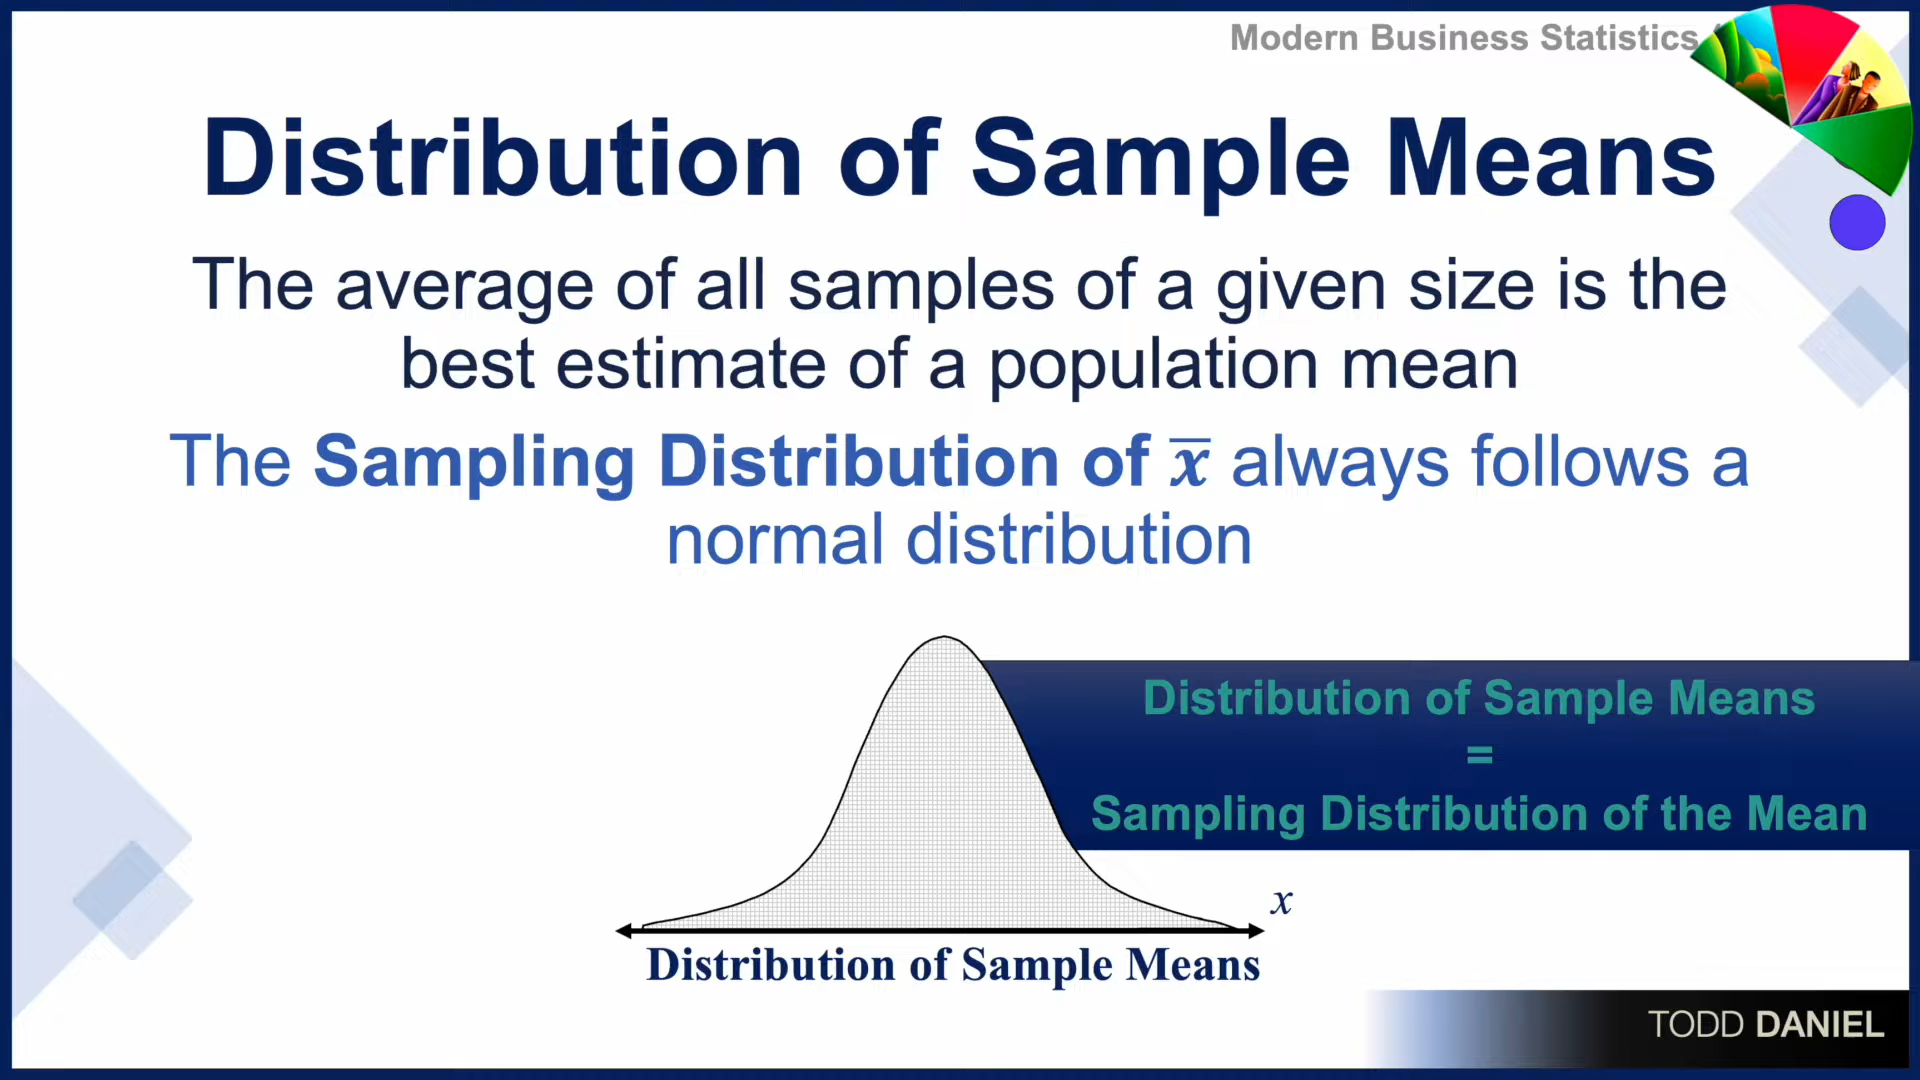 Modern Business Statistics
Distribution of Sample Means
The average of all samples of a given size is the
best estimate of a population mean
The Sampling Distribution of x̅ always follows a
normal distribution
Distribution of Sample Means
=
Sampling Distribution of the Mean
x
Distribution of Sample Means
TODD DANIEL